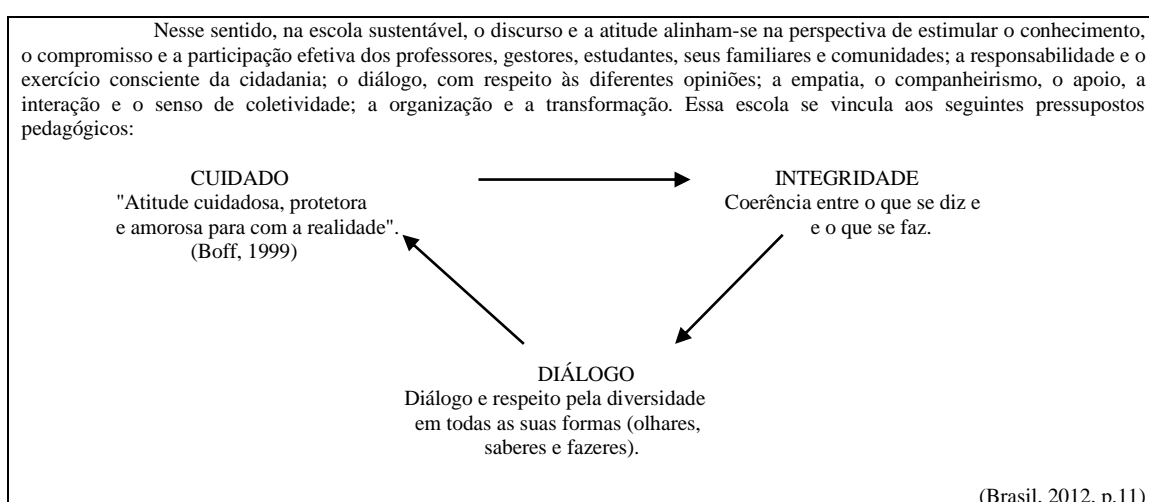 Nesse sentido, na escola sustentável, o discurso e a atitude alinham-se na perspectiva de estimular o conhecimento,
o compromisso e a participação efetiva dos professores, gestores, estudantes, seus familiares e comunidades; a responsabilidade e o
exercício consciente da cidadania; o diálogo, com respeito às diferentes opiniões; a empatia, o companheirismo, o apoio, a
interação e o senso de coletividade; a organização e a transformação. Essa escola se vincula aos seguintes pressupostos
pedagógicos:
CUIDADO
"Atitude cuidadosa, protetora
e amorosa para com a realidade".
(Boff, 1999)
INTEGRIDADE
Coerência entre o que se diz e
e o que se faz.
DIÁLOGO
Diálogo e respeito pela diversidade
em todas as suas formas (olhares,
saberes e fazeres).
(Brasil, 2012, p.11)